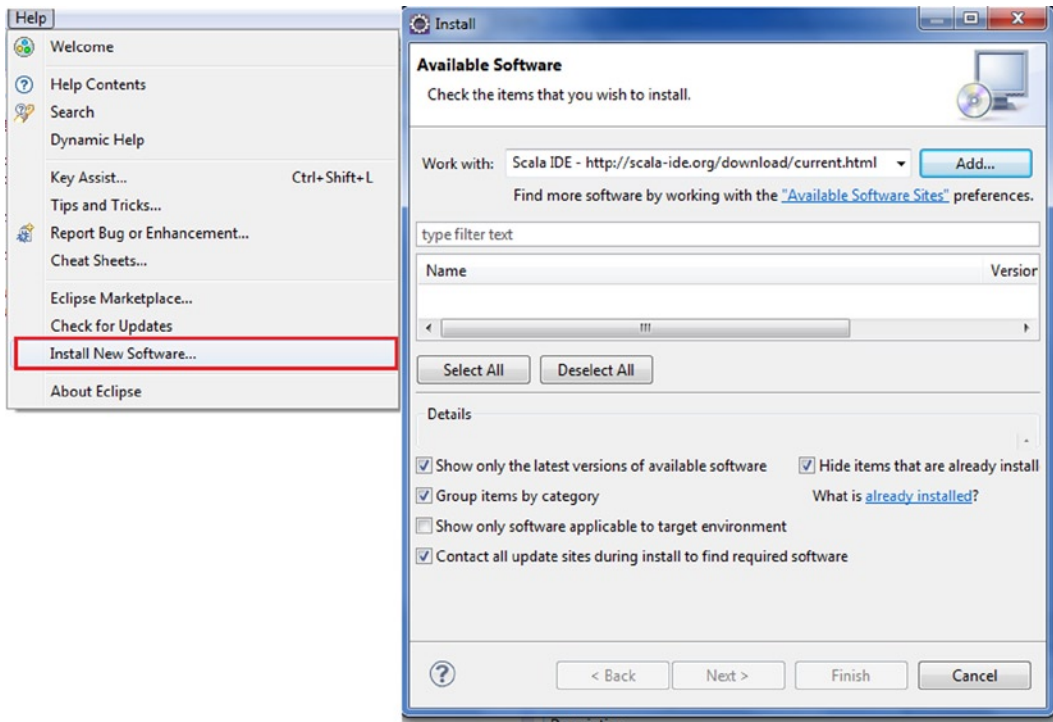 Help
Welcome
Help Contents
Search
Dynamic Help
Key Assist... Ctrl+Shift+L
Tips and Tricks...
Report Bug or Enhancement...
Cheat Sheets...
Eclipse Marketplace...
Check for Updates
Install New Software...
About Eclipse
Install
Available Software
Check the items that you wish to install.
Work with: Scala IDE - http://scala-ide.org/download/current.html Add...
Find more software by working with the "Available Software Sites" preferences.
type filter text
Name Version
Select All Deselect All
Details
Show only the latest versions of available software Hide items that are already install
Group items by category What is already installed?
Show only software applicable to target environment
Contact all update sites during install to find required software
< Back Next > Finish Cancel